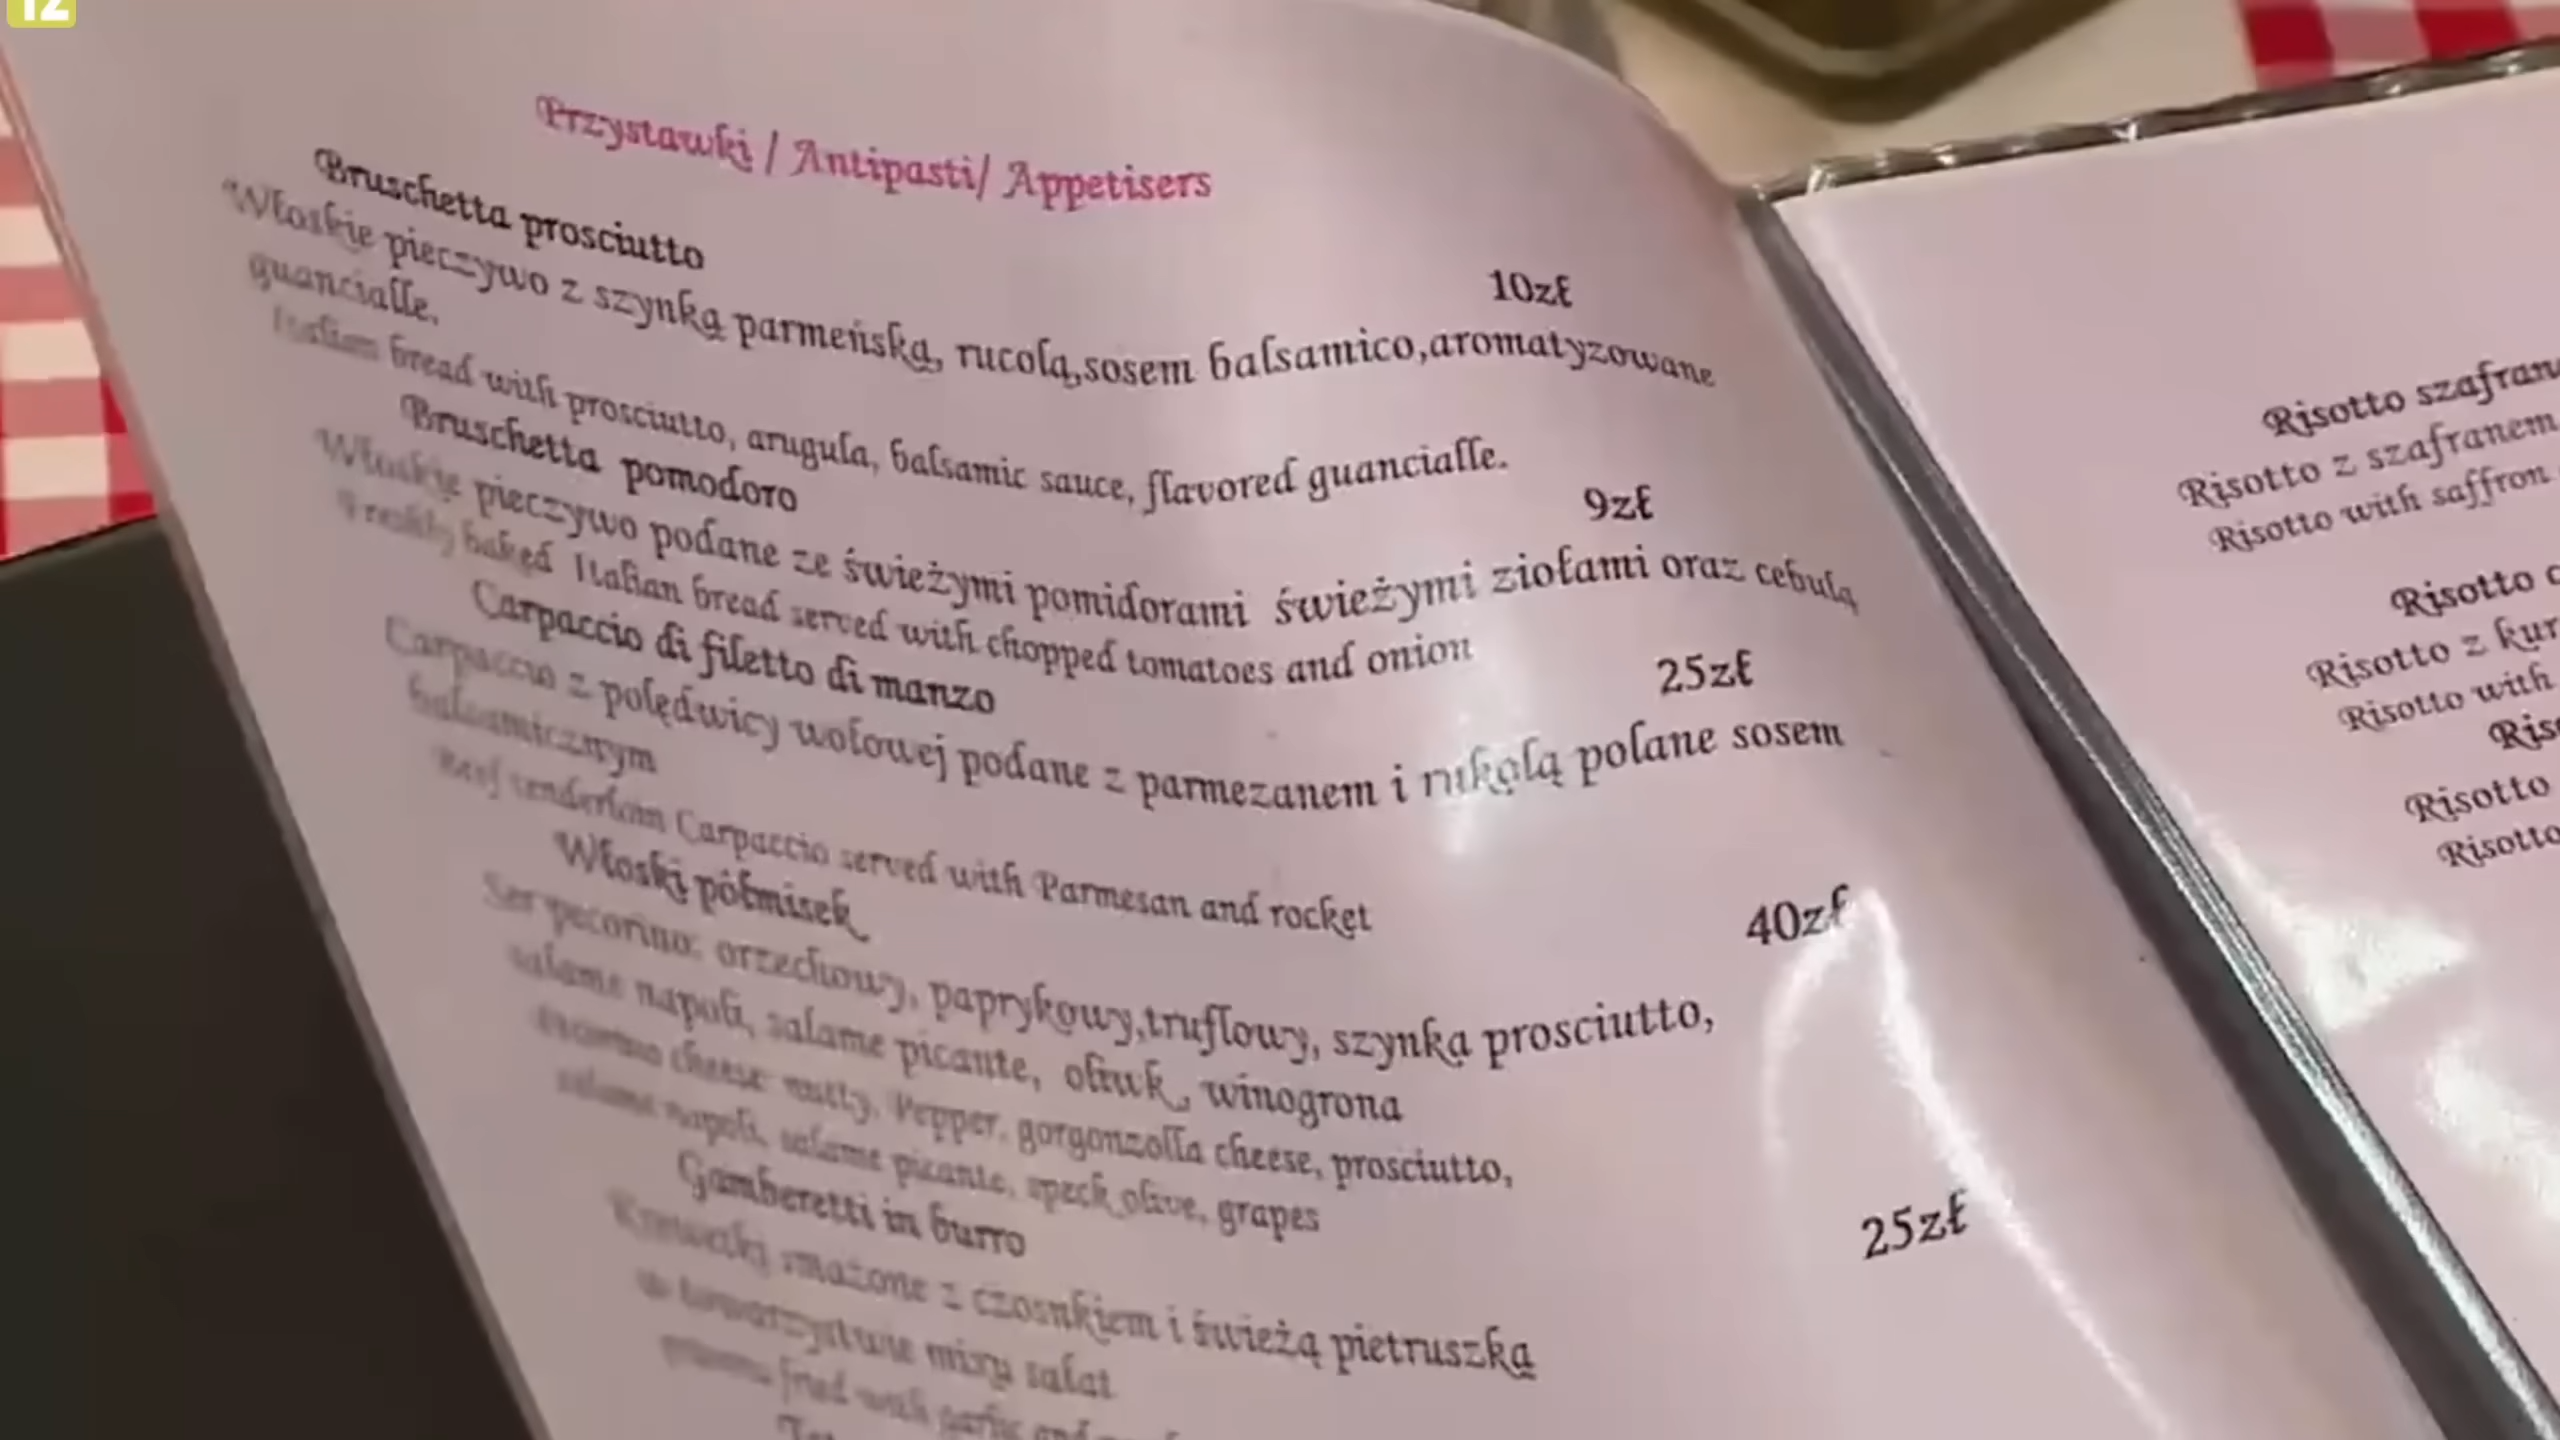 12
Przystawki / Antipasti/ Appetisers
Bruschetta prosciutto 10zł
Włoskie pieczywo z szynką parmeńską, rucolą,sosem balsamico,aromatyzowane
guancialle.
Italian bread with prosciutto, arugula, balsamic sauce, flavored guancialle.
Bruschetta pomodoro 9zł
Włoskie pieczywo podane ze świeżymi pomidorami świeżymi ziołami oraz cebulą
Freshly baked Italian bread served with chopped tomatoes and onion
Carpaccio di filetto di manzo 25zł
Carpaccio z polędwicy wołowej podane z parmezanem i rukolą polane sosem
balsamicznym
Beef tenderloin Carpaccio served with Parmesan and rocket
Włoski półmisek 40zł
Ser pecorino: orzechowy, paprykowy,truflowy, szynka prosciutto,
salame napoli, salame picante, oliwk, winogrona
Pecorino cheese nutty, Pepper, gorgonzolla cheese, prosciutto,
salame napoli, salame picante, speck olive, grapes
Gamberetti in burro 25zł
Krewetki smażone z czosnkiem i świeżą pietruszką
w towarzystwie mixu sałat
fried with garlic and
Risotto
Risotto z szafranem
Risotto with saffron
Risotto
Risotto z
Risotto with
Risotto
Risotto